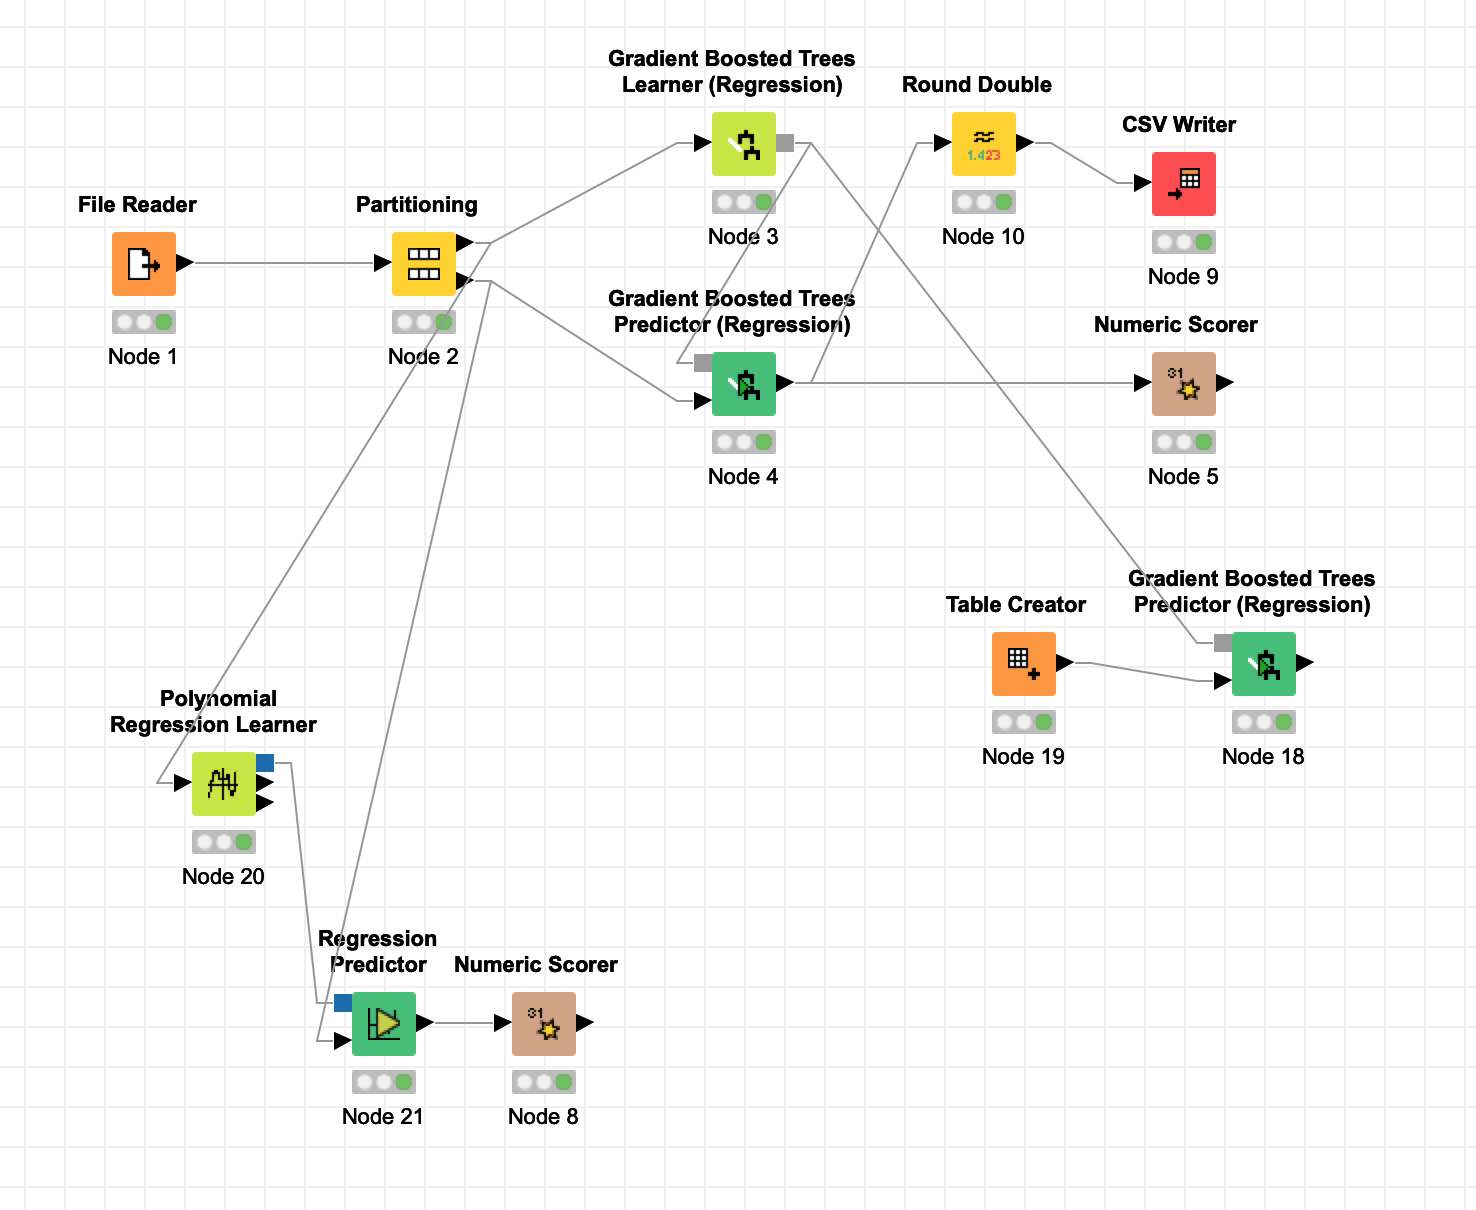 Gradient Boosted Trees
Learner (Regression)
Round Double
CSV Writer
1.423
File Reader
Partitioning
Node 3
Node 10
Node 9
Gradient Boosted Trees
Predictor (Regression)
Numeric Scorer
Node 1
Node 2
31
Node 4
Node 5
Gradient Boosted Trees
Predictor (Regression)
Table Creator
Polynomial
Regression Learner
Node 19
Node 18
Node 20
Regression
Predictor
Numeric Scorer
31
Node 21
Node 8